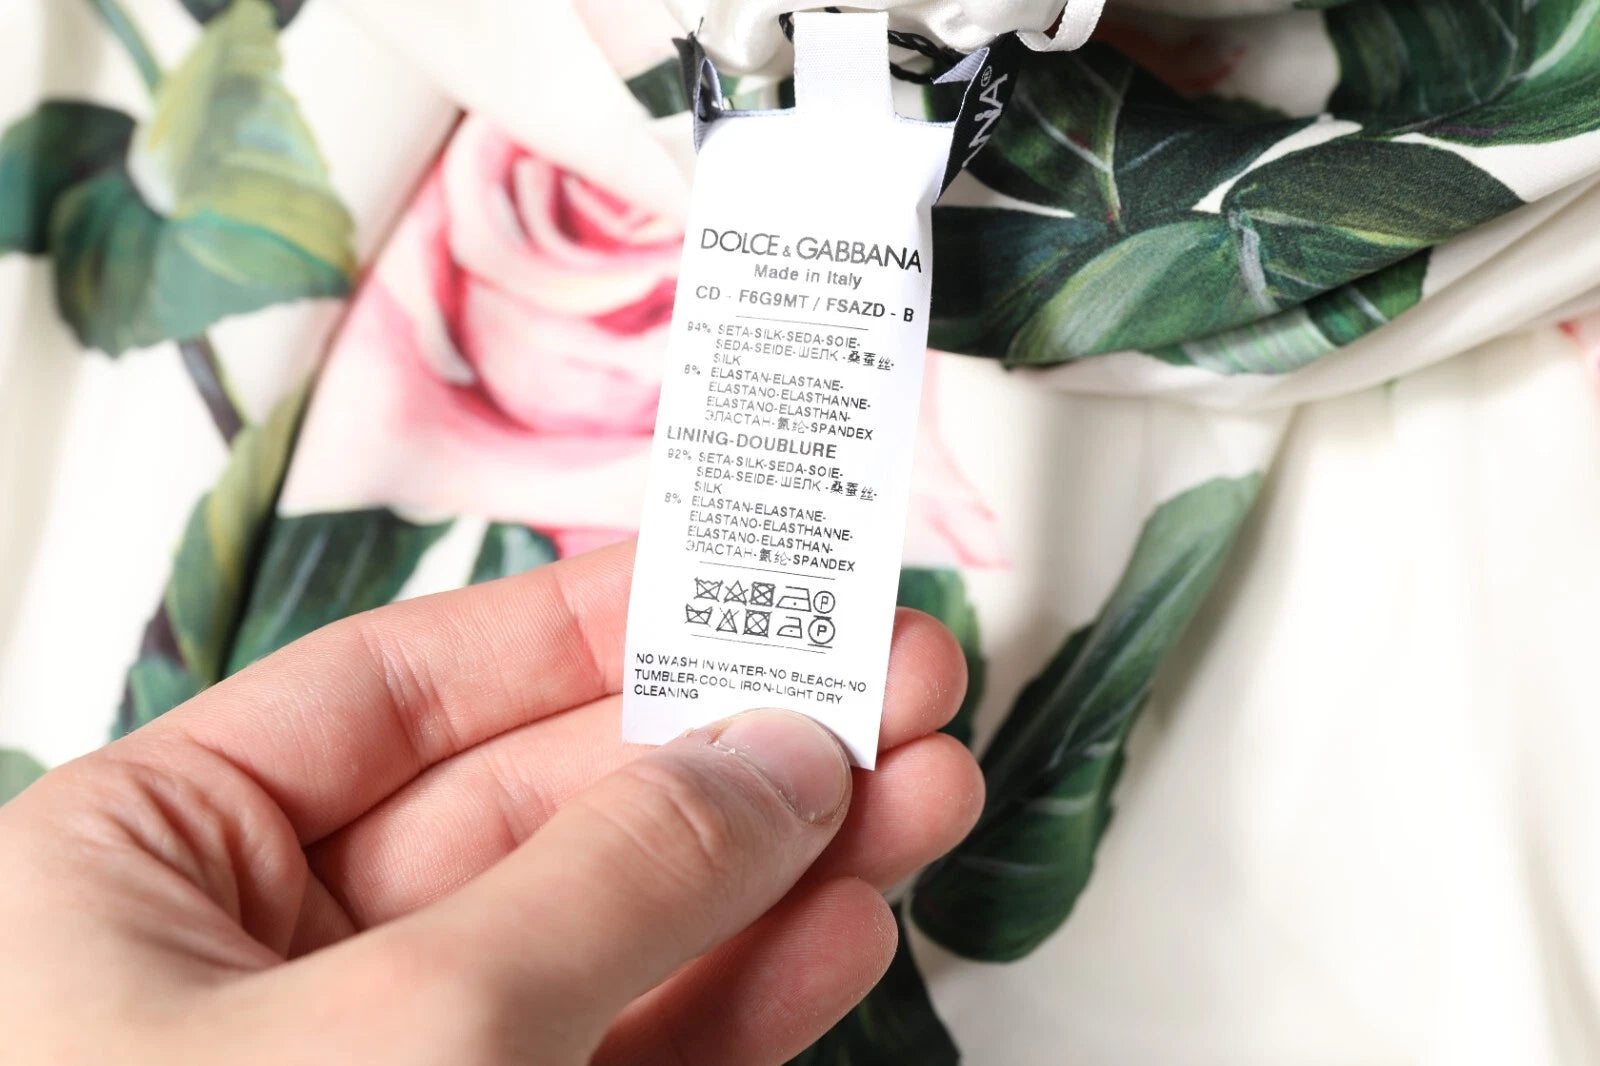 ANA®
DOLCE & GABBANA
Made in Italy
CD - F6G9MT / FSAZD - B
94% SETA-SILK-SEDA-SOIE-
SEDA-SEIDE-ШЕЛК-桑蚕丝-
SILK
6% ELASTAN-ELASTANE-
ELASTANO-ELASTHANNE-
ELASTANO-ELASTHAN-
ЭЛАСТАН-氨纶-SPANDEX
LINING-DOUBLURE
92% SETA-SILK-SEDA-SOIE-
SEDA-SEIDE-ШЕЛК-桑蚕丝-
SILK
8% ELASTAN-ELASTANE-
ELASTANO-ELASTHANNE-
ELASTANO-ELASTHAN-
ЭЛАСТАН-氨纶-SPANDEX
P
P
NO WASH IN WATER-NO BLEACH-NO
TUMBLER-COOL IRON-LIGHT DRY
CLEANING